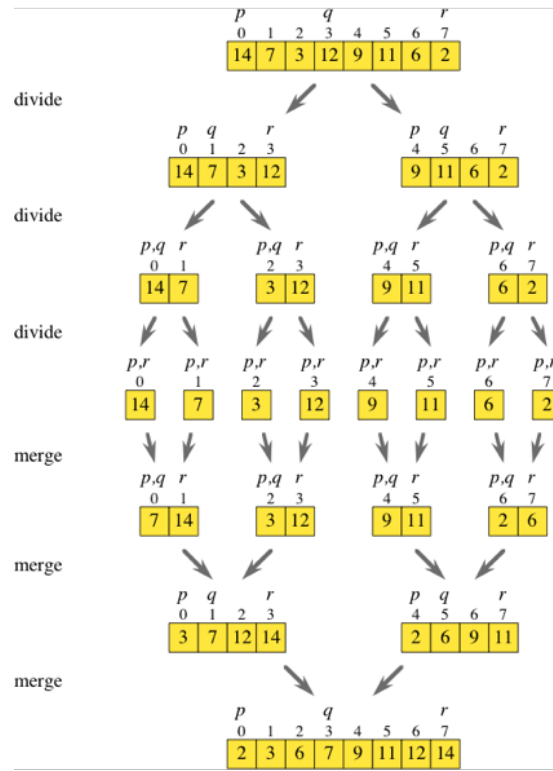 p q r
0 1 2 3 4 5 6 7
14 7 3 12 9 11 6 2
divide
p q r p q r
0 1 2 3 4 5 6 7
14 7 3 12 9 11 6 2
divide
p,q r p,q r p,q r p,q r
0 1 2 3 4 5 6 7
14 7 3 12 9 11 6 2
divide
p,r p,r p,r p,r p,r p,r p,r p,r
0 1 2 3 4 5 6 7
14 7 3 12 9 11 6 2
merge
p,q r p,q r p,q r p,q r
0 1 2 3 4 5 6 7
7 14 3 12 9 11 2 6
merge
p q r p q r
0 1 2 3 4 5 6 7
3 7 12 14 2 6 9 11
merge
p q r
0 1 2 3 4 5 6 7
2 3 6 7 9 11 12 14